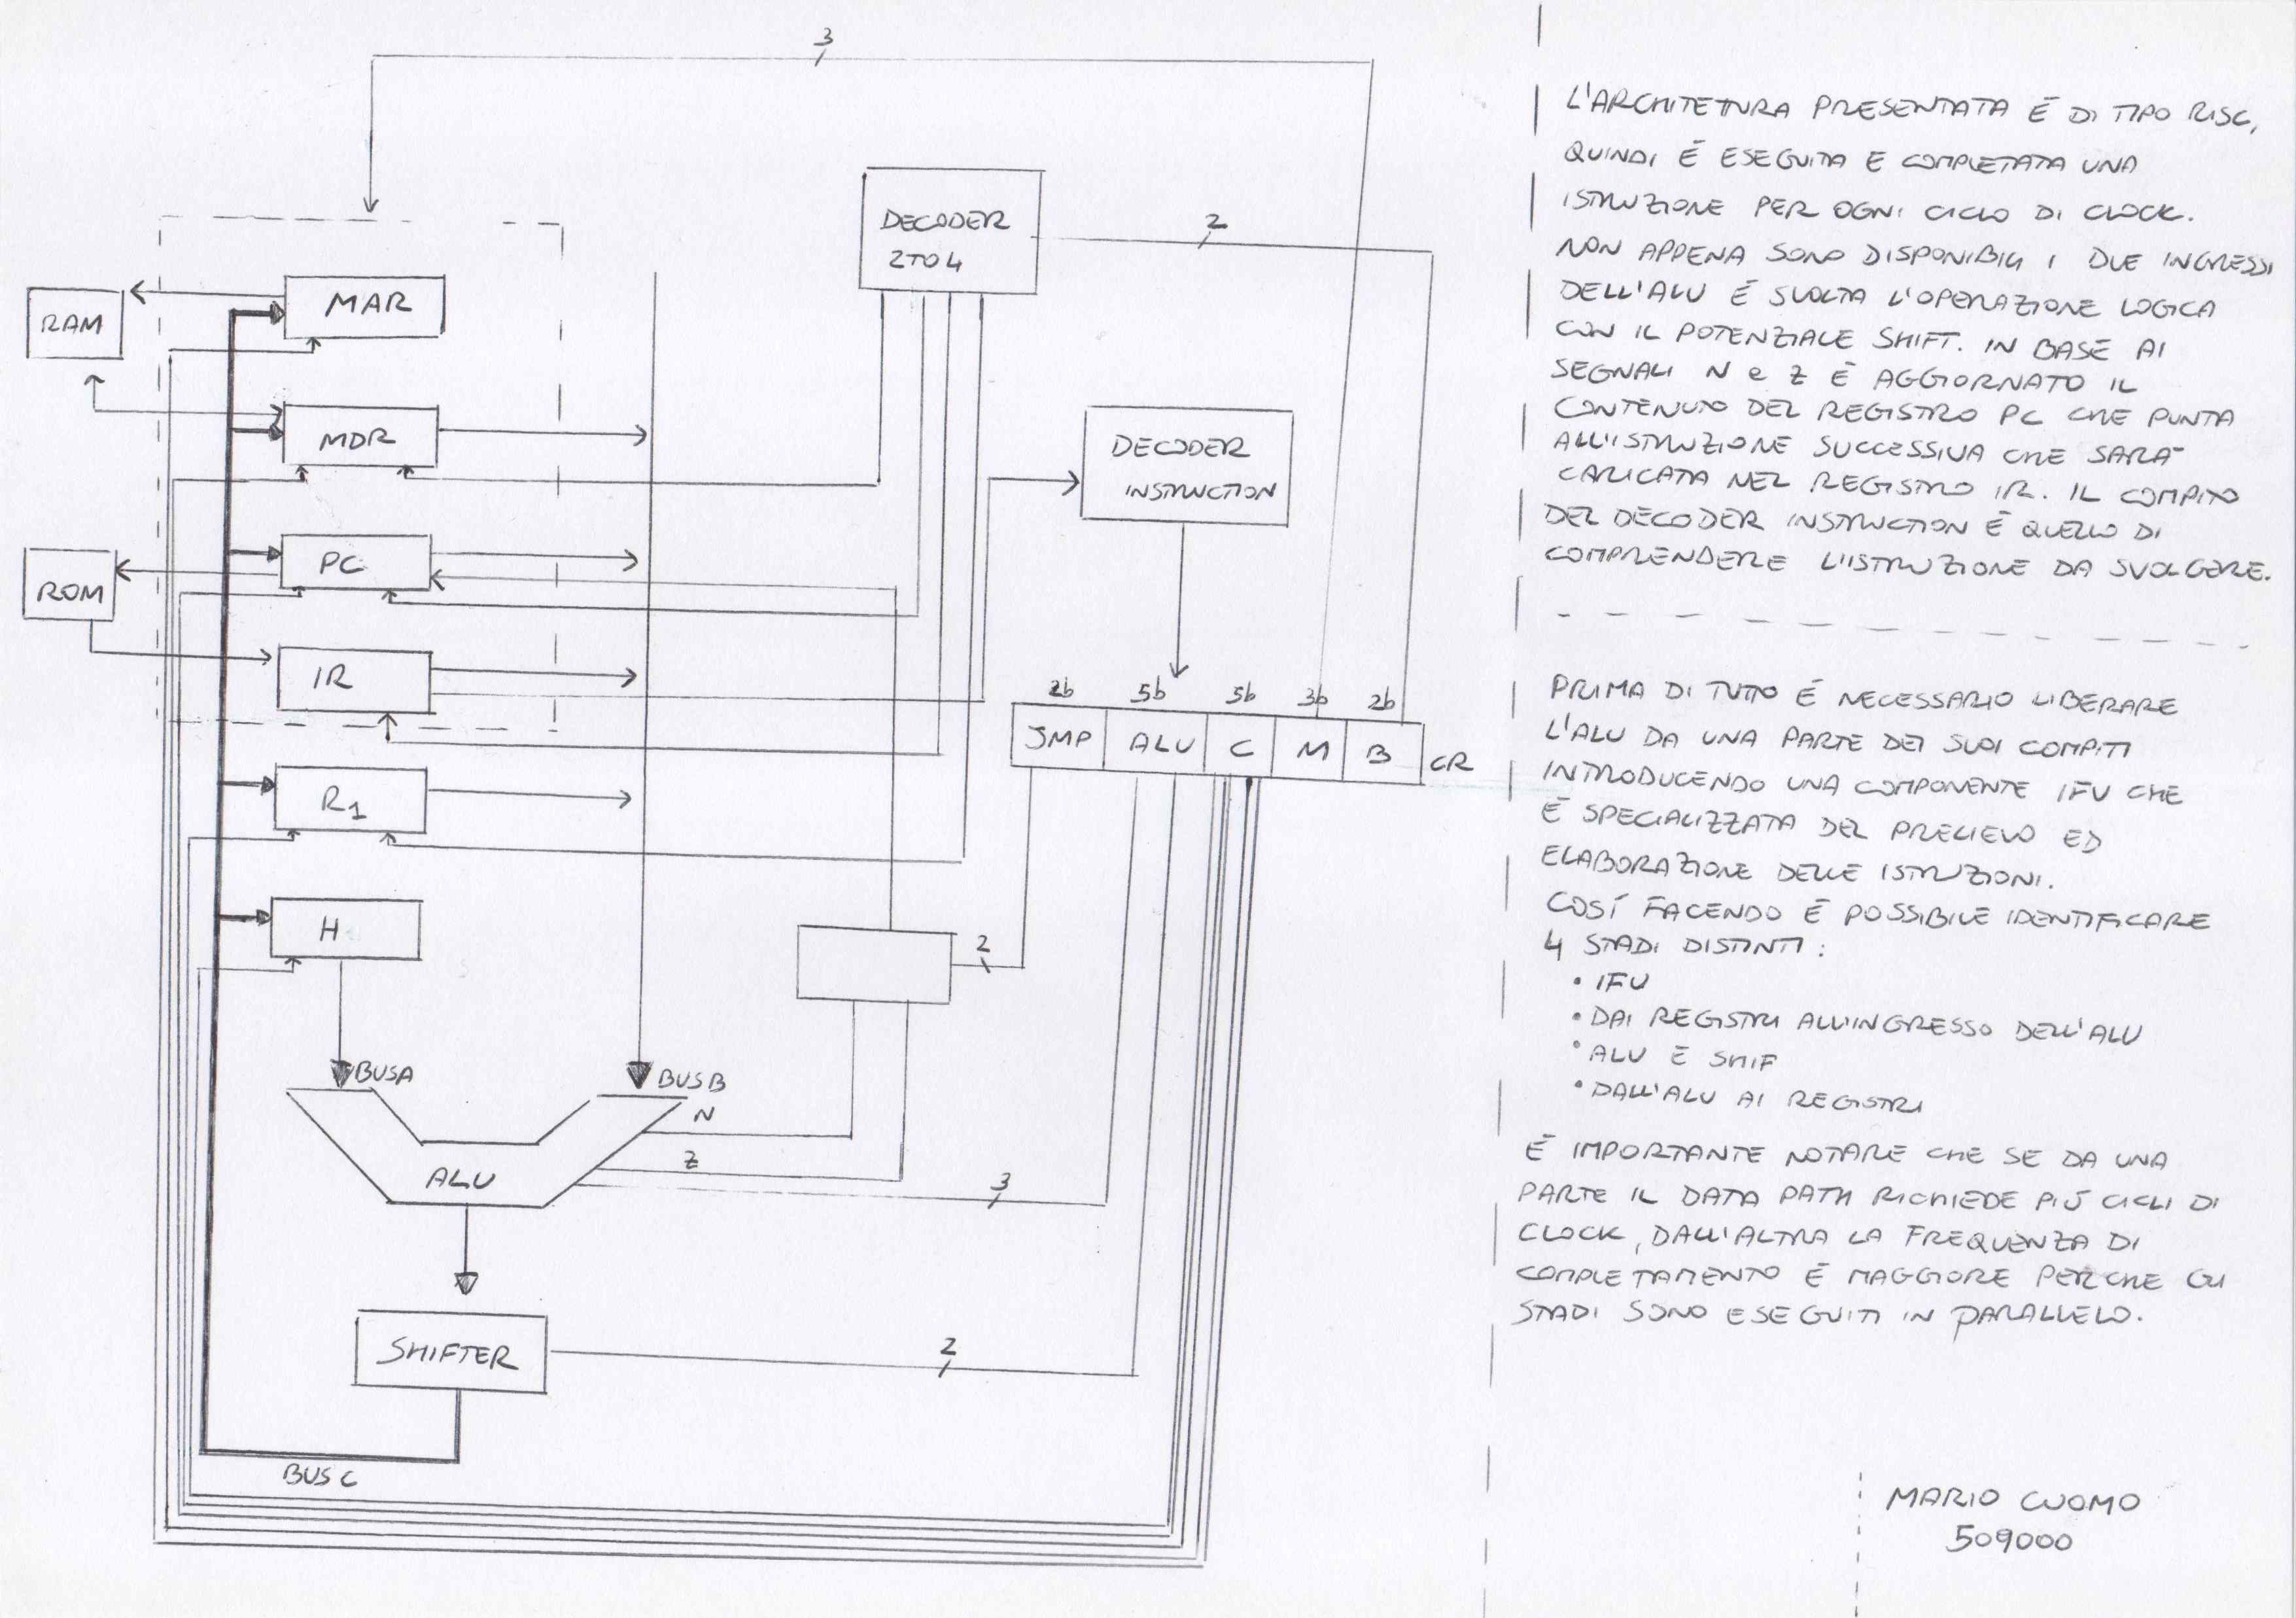 3
DECODER
2TO4
2
RAM
MAR
MDR
DECODER
INSTRUCTION
ROM
PC
IR
2b 5b 5b 3b 2b
JMP ALU C M B CR
R1
H
2
BUSA
BUSB
N
Z
ALU
3
SHIFTER
2
BUS C
L'ARCHITETTURA PRESENTATA È DI TIPO RISC,
QUINDI È ESEGUITA E COMPLETATA UNA
ISTRUZIONE PER OGNI CICLO DI CLOCK.
NON APPENA SONO DISPONIBILI I DUE INGRESSI
DELL'ALU È SVOLTA L'OPERAZIONE LOGICA
CON IL POTENZIALE SHIFT. IN BASE AI
SEGNALI N e Z È AGGIORNATO IL
CONTENUTO DEL REGISTRO PC CHE PUNTA
ALL'ISTRUZIONE SUCCESSIVA CHE SARÀ
CARICATA NEL REGISTRO IR. IL COMPITO
DEL DECODER INSTRUCTION È QUELLO DI
COMPRENDERE L'ISTRUZIONE DA SVOLGERE.
PRIMA DI TUTTO È NECESSARIO LIBERARE
L'ALU DA UNA PARTE DEI SUOI COMPITI
INTRODUCENDO UNA COMPONENTE IFU CHE
È SPECIALIZZATA DEL PRELIEVO ED
ELABORAZIONE DELLE ISTRUZIONI.
COSÍ FACENDO È POSSIBILE IDENTIFICARE
4 STADI DISTINTI:
• IFU
• DAI REGISTRI ALL'INGRESSO DELL'ALU
• ALU E SHIF
• DALL'ALU AI REGISTRI
È IMPORTANTE NOTARE CHE SE DA UNA
PARTE IL DATA PATH RICHIEDE PIÚ CICLI DI
CLOCK, DALL'ALTRA LA FREQUENZA DI
COMPLETAMENTO È MAGGIORE PERCHE GLI
STADI SONO ESEGUITI IN PARALLELO.
MARIO CUOMO
509000